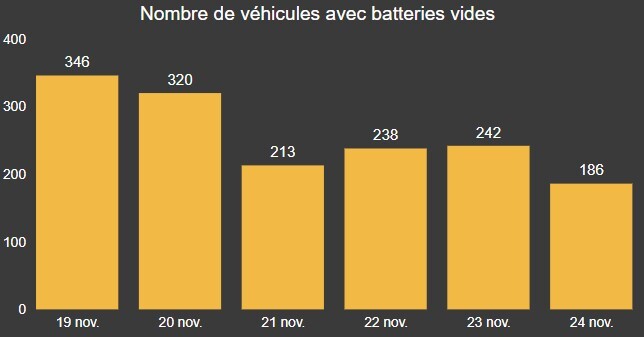 Nombre de véhicules avec batteries vides
400
300
200
100
0
346
320
213
238
242
186
19 nov.
20 nov.
21 nov.
22 nov.
23 nov.
24 nov.